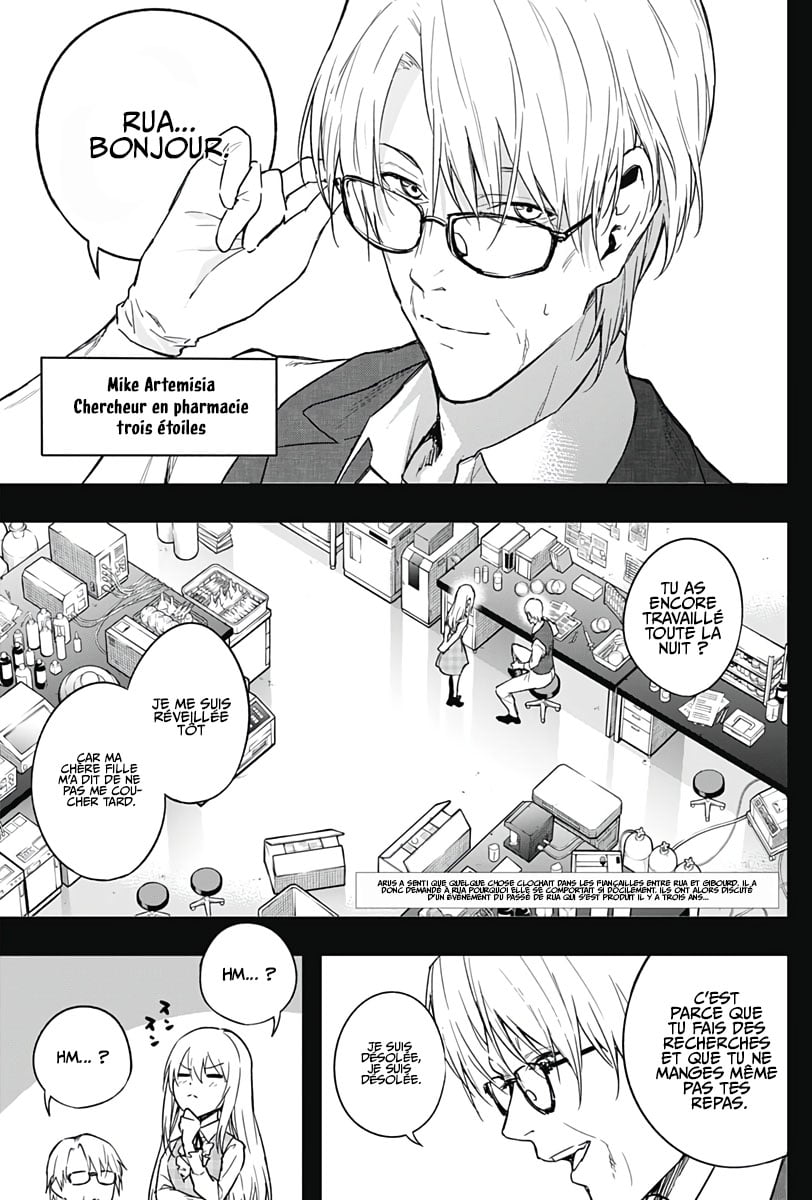 RUA...
BONJOUR.
Mike Artemisia
Chercheur en pharmacie
trois étoiles
TU AS
ENCORE
TRAVAILLÉ
TOUTE LA
NUIT ?
JE ME SUIS
RÉVEILLÉE
TÔT
CAR MA
CHÈRE FILLE
M'A DIT DE NE
PAS ME COU-
CHER TARD.
ARUS A SENTI QUE QUELQUE CHOSE CLOCHAIT DANS LES FIANÇAILLES ENTRE RUA ET GIBOURD, IL A
DONC DEMANDÉ À RUA POURQUOI ELLE SE COMPORTAIT SI DOCILEMENT. ILS ONT ALORS DISCUTÉ
D'UN ÉVÈNEMENT DU PASSÉ DE RUA QUI S'EST PRODUIT IL Y A TROIS ANS...
C'EST
PARCE QUE
TU FAIS DES
RECHERCHES
ET QUE TU NE
MANGES MÊME
PAS TES
REPAS.
JE SUIS
DÉSOLÉE,
JE SUIS
DÉSOLÉE.
HM... ?
HM... ?